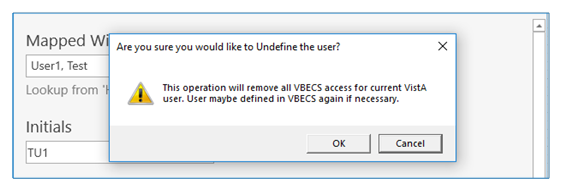 Mapped Wi
Are you sure you would like to Undefine the user?
User1, Test
This operation will remove all VBECS access for current VistA
user. User maybe defined in VBECS again if necessary.
Lookup from '
Initials
OK
Cancel
TU1